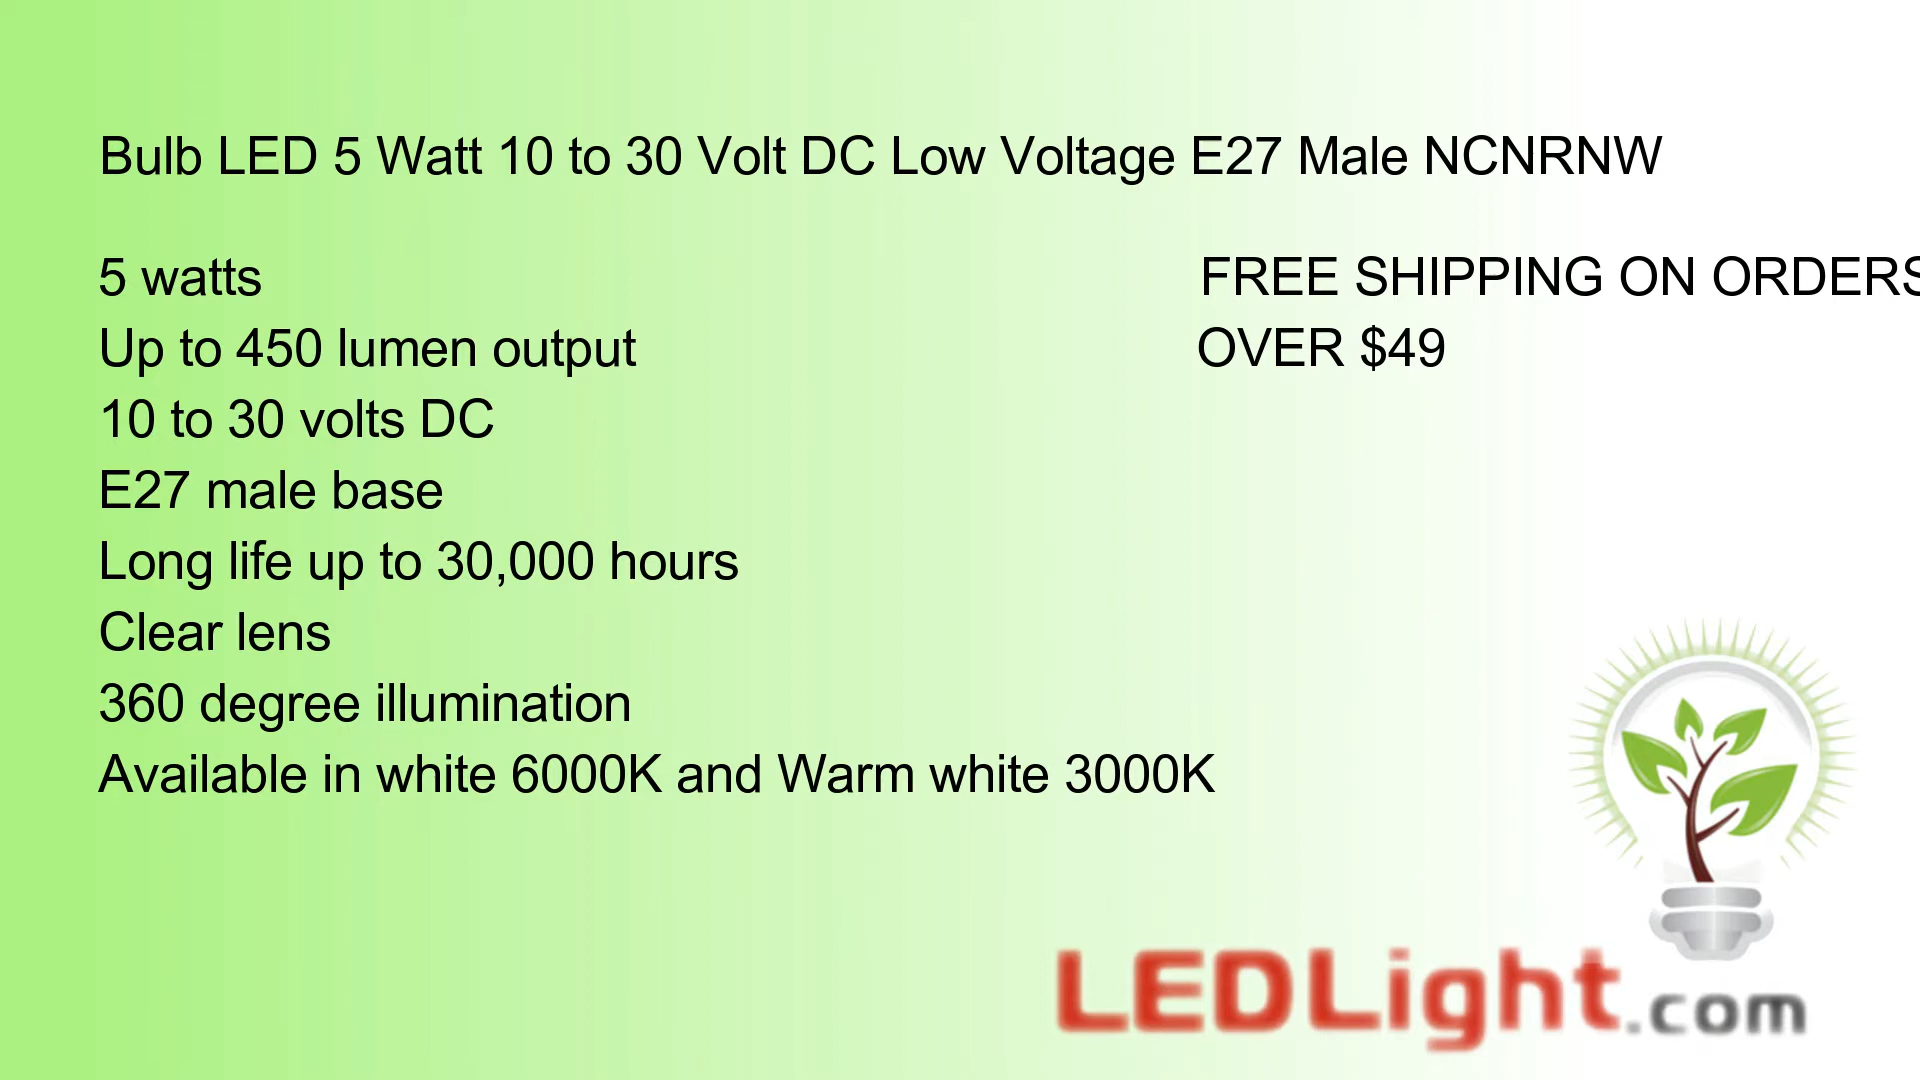 Bulb LED 5 Watt 10 to 30 Volt DC Low Voltage E27 Male NCNRNW
5 watts
Up to 450 lumen output
10 to 30 volts DC
E27 male base
Long life up to 30,000 hours
Clear lens
360 degree illumination
Available in white 6000K and Warm white 3000K
FREE SHIPPING ON ORDERS
OVER $49
LEDLight.com